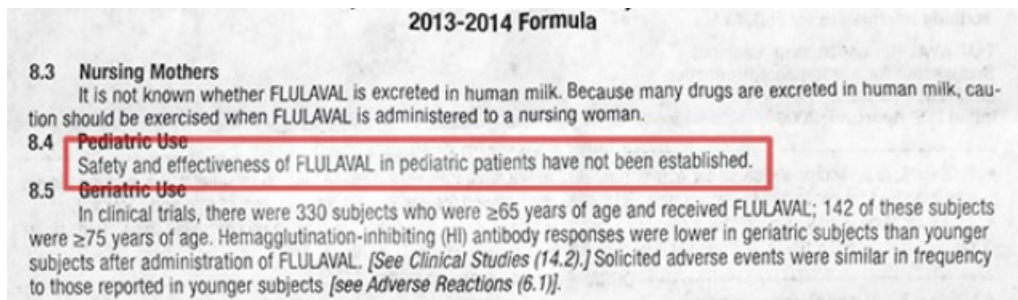 2013-2014 Formula
8.3 Nursing Mothers
It is not known whether FLULAVAL is excreted in human milk. Because many drugs are excreted in human milk, cau-
tion should be exercised when FLULAVAL is administered to a nursing woman.
8.4 Pediatric Use
Safety and effectiveness of FLULAVAL in pediatric patients have not been established.
8.5 Geriatric Use
In clinical trials, there were 330 subjects who were ≥65 years of age and received FLULAVAL; 142 of these subjects
were ≥75 years of age. Hemagglutination-inhibiting (HI) antibody responses were lower in geriatric subjects than younger
subjects after administration of FLULAVAL. [See Clinical Studies (14.2).] Solicited adverse events were similar in frequency
to those reported in younger subjects [see Adverse Reactions (6.1)].